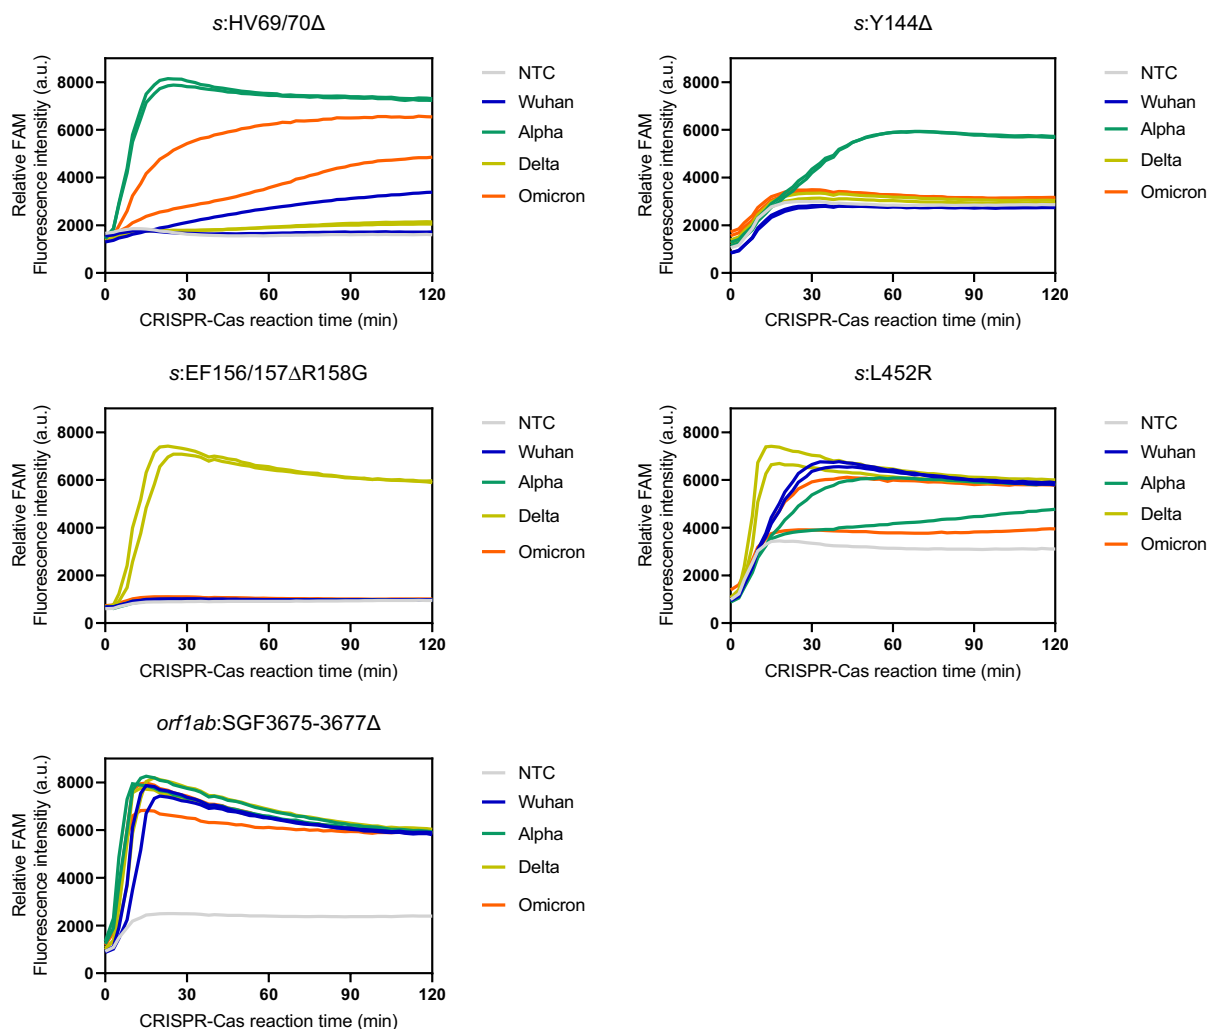 s:HV69/70Δ
Relative FAM
Fluorescence intensitiy (a.u.)
8000
6000
4000
2000
0
0 30 60 90 120
CRISPR-Cas reaction time (min)
NTC
Wuhan
Alpha
Delta
Omicron
s:Y144Δ
Relative FAM
Fluorescence intensitiy (a.u.)
8000
6000
4000
2000
0
0 30 60 90 120
CRISPR-Cas reaction time (min)
NTC
Wuhan
Alpha
Delta
Omicron
s:EF156/157ΔR158G
Relative FAM
Fluorescence intensitiy (a.u.)
8000
6000
4000
2000
0
0 30 60 90 120
CRISPR-Cas reaction time (min)
NTC
Wuhan
Alpha
Delta
Omicron
s:L452R
Relative FAM
Fluorescence intensitiy (a.u.)
8000
6000
4000
2000
0
0 30 60 90 120
CRISPR-Cas reaction time (min)
NTC
Wuhan
Alpha
Delta
Omicron
orf1ab:SGF3675-3677Δ
Relative FAM
Fluorescence intensitiy (a.u.)
8000
6000
4000
2000
0
0 30 60 90 120
CRISPR-Cas reaction time (min)
NTC
Wuhan
Alpha
Delta
Omicron